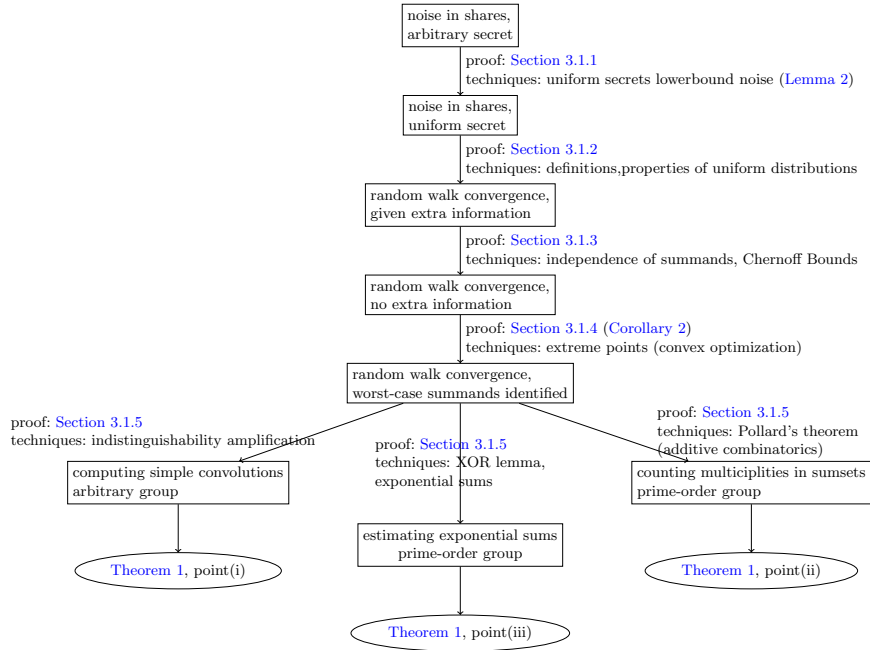 noise in shares,
arbitrary secret
proof: Section 3.1.1
techniques: uniform secrets lowerbound noise (Lemma 2)
noise in shares,
uniform secret
proof: Section 3.1.2
techniques: definitions,properties of uniform distributions
random walk convergence,
given extra information
proof: Section 3.1.3
techniques: independence of summands, Chernoff Bounds
random walk convergence,
no extra information
proof: Section 3.1.4 (Corollary 2)
techniques: extreme points (convex optimization)
random walk convergence,
worst-case summands identified
proof: Section 3.1.5
techniques: indistinguishability amplification
proof: Section 3.1.5
techniques: XOR lemma,
exponential sums
proof: Section 3.1.5
techniques: Pollard's theorem
(additive combinatorics)
computing simple convolutions
arbitrary group
counting multiciplities in sumsets
prime-order group
estimating exponential sums
prime-order group
Theorem 1, point(i)
Theorem 1, point(ii)
Theorem 1, point(iii)